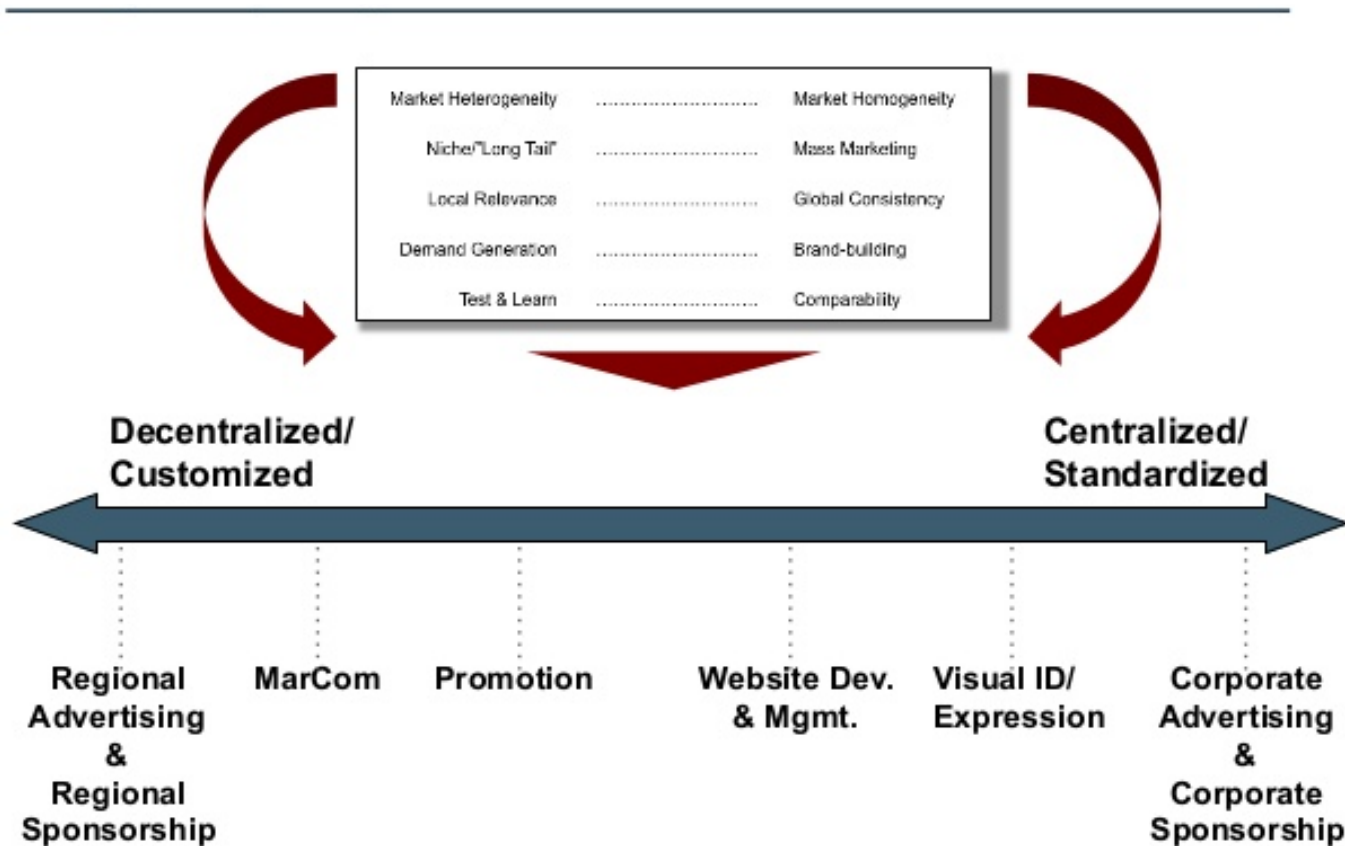 Market Heterogeneity ............................ Market Homogeneity
Niche/"Long Tail" ............................ Mass Marketing
Local Relevance ............................ Global Consistency
Demand Generation ............................ Brand-building
Test & Learn ............................ Comparability
Decentralized/
Customized
Centralized/
Standardized
Regional
Advertising
&
Regional
Sponsorship
MarCom
Promotion
Website Dev.
& Mgmt.
Visual ID/
Expression
Corporate
Advertising
&
Corporate
Sponsorship